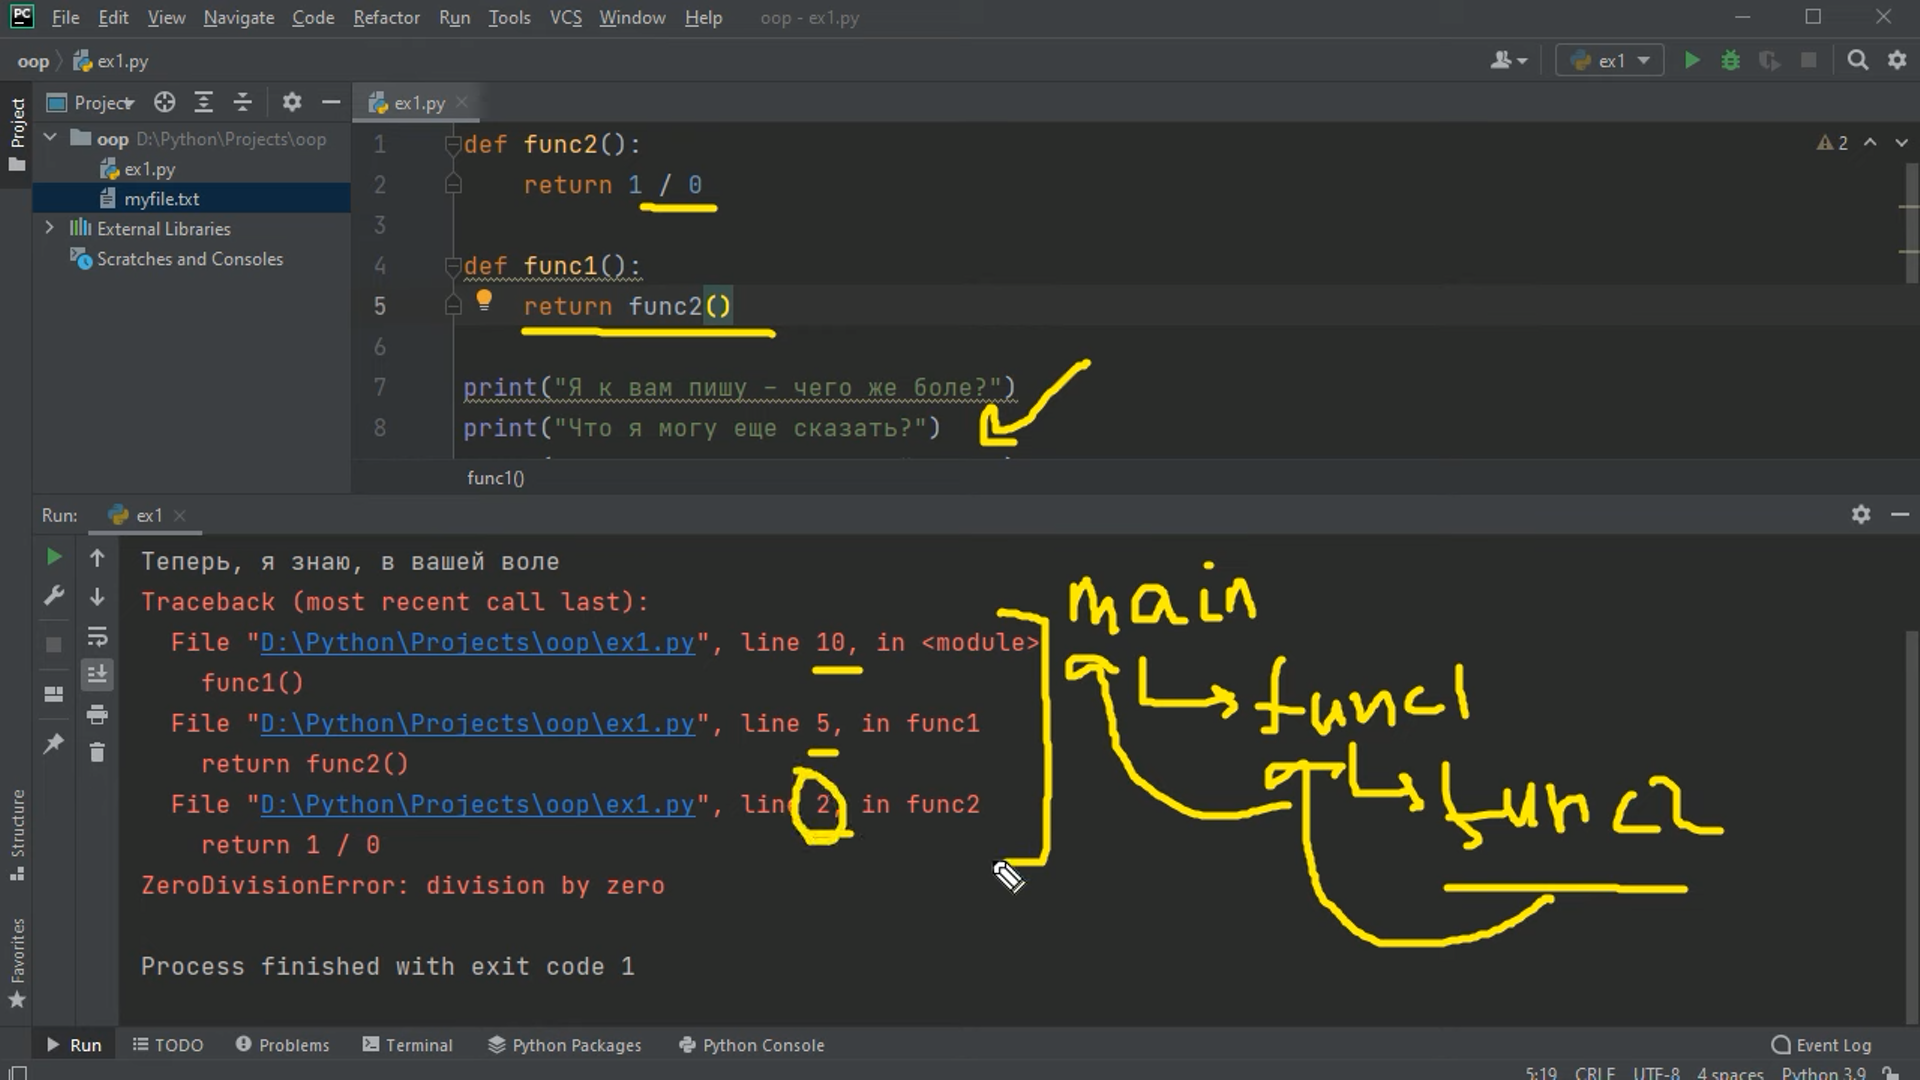 PC File Edit View Navigate Code Refactor Run Tools VCS Window Help oop - ex1.py
oop ex1.py ex1
Project ex1.py
oop D:\Python\Projects\oop
ex1.py
myfile.txt
External Libraries
Scratches and Consoles
Project
1 def func2():
2 return 1 / 0
3
4 def func1():
5 return func2()
6
7 print("Я к вам пишу – чего же боле?")
8 print("Что я могу еще сказать?")
2
func1()
Run: ex1
Теперь, я знаю, в вашей воле
Traceback (most recent call last):
File "D:\Python\Projects\oop\ex1.py", line 10, in <module>
func1()
File "D:\Python\Projects\oop\ex1.py", line 5, in func1
return func2()
File "D:\Python\Projects\oop\ex1.py", line 2, in func2
return 1 / 0
ZeroDivisionError: division by zero
Process finished with exit code 1
main
func1
func2
Structure
Favorites
Run TODO Problems Terminal Python Packages Python Console Event Log
5:19 CRLF UTF-8 4 spaces Python 3.9